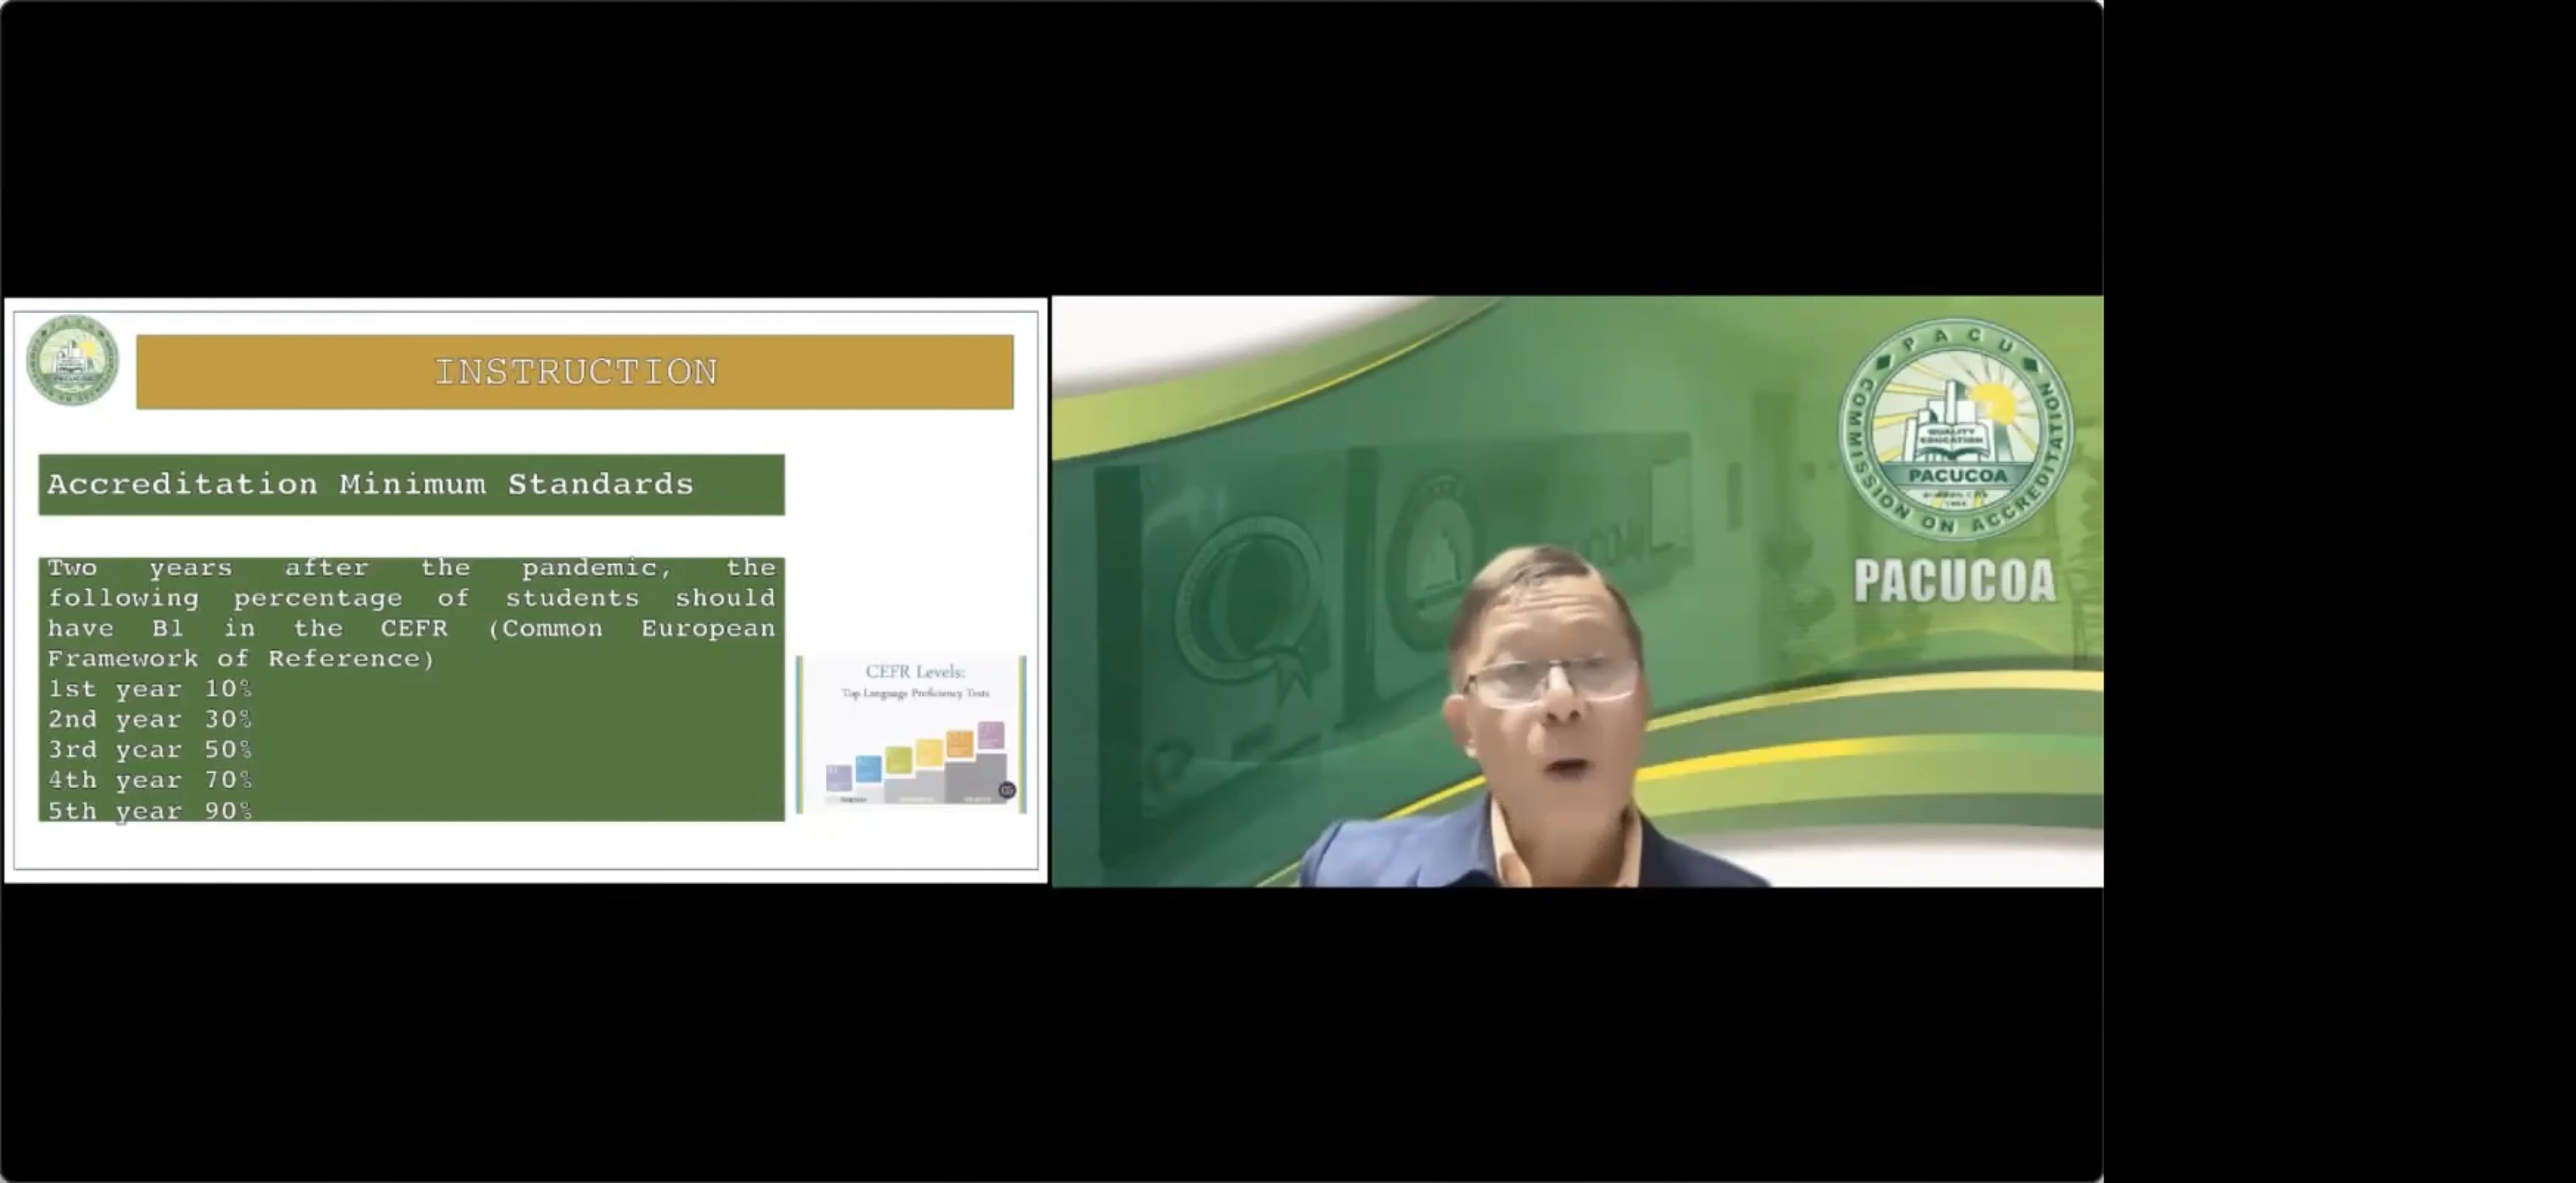 INSTRUCTION
Accreditation Minimum Standards
Two years after the pandemic, the
following percentage of students should
have B1 in the CEFR (Common European
Framework of Reference)
1st year 10%
2nd year 30%
3rd year 50%
4th year 70%
5th year 90%
CEFR Levels:
Top Language Proficiency Tests
PACU
COMMISSION ON ACCREDITATION
QUALITY
EDUCATION
PACUCOA
PACUCOA